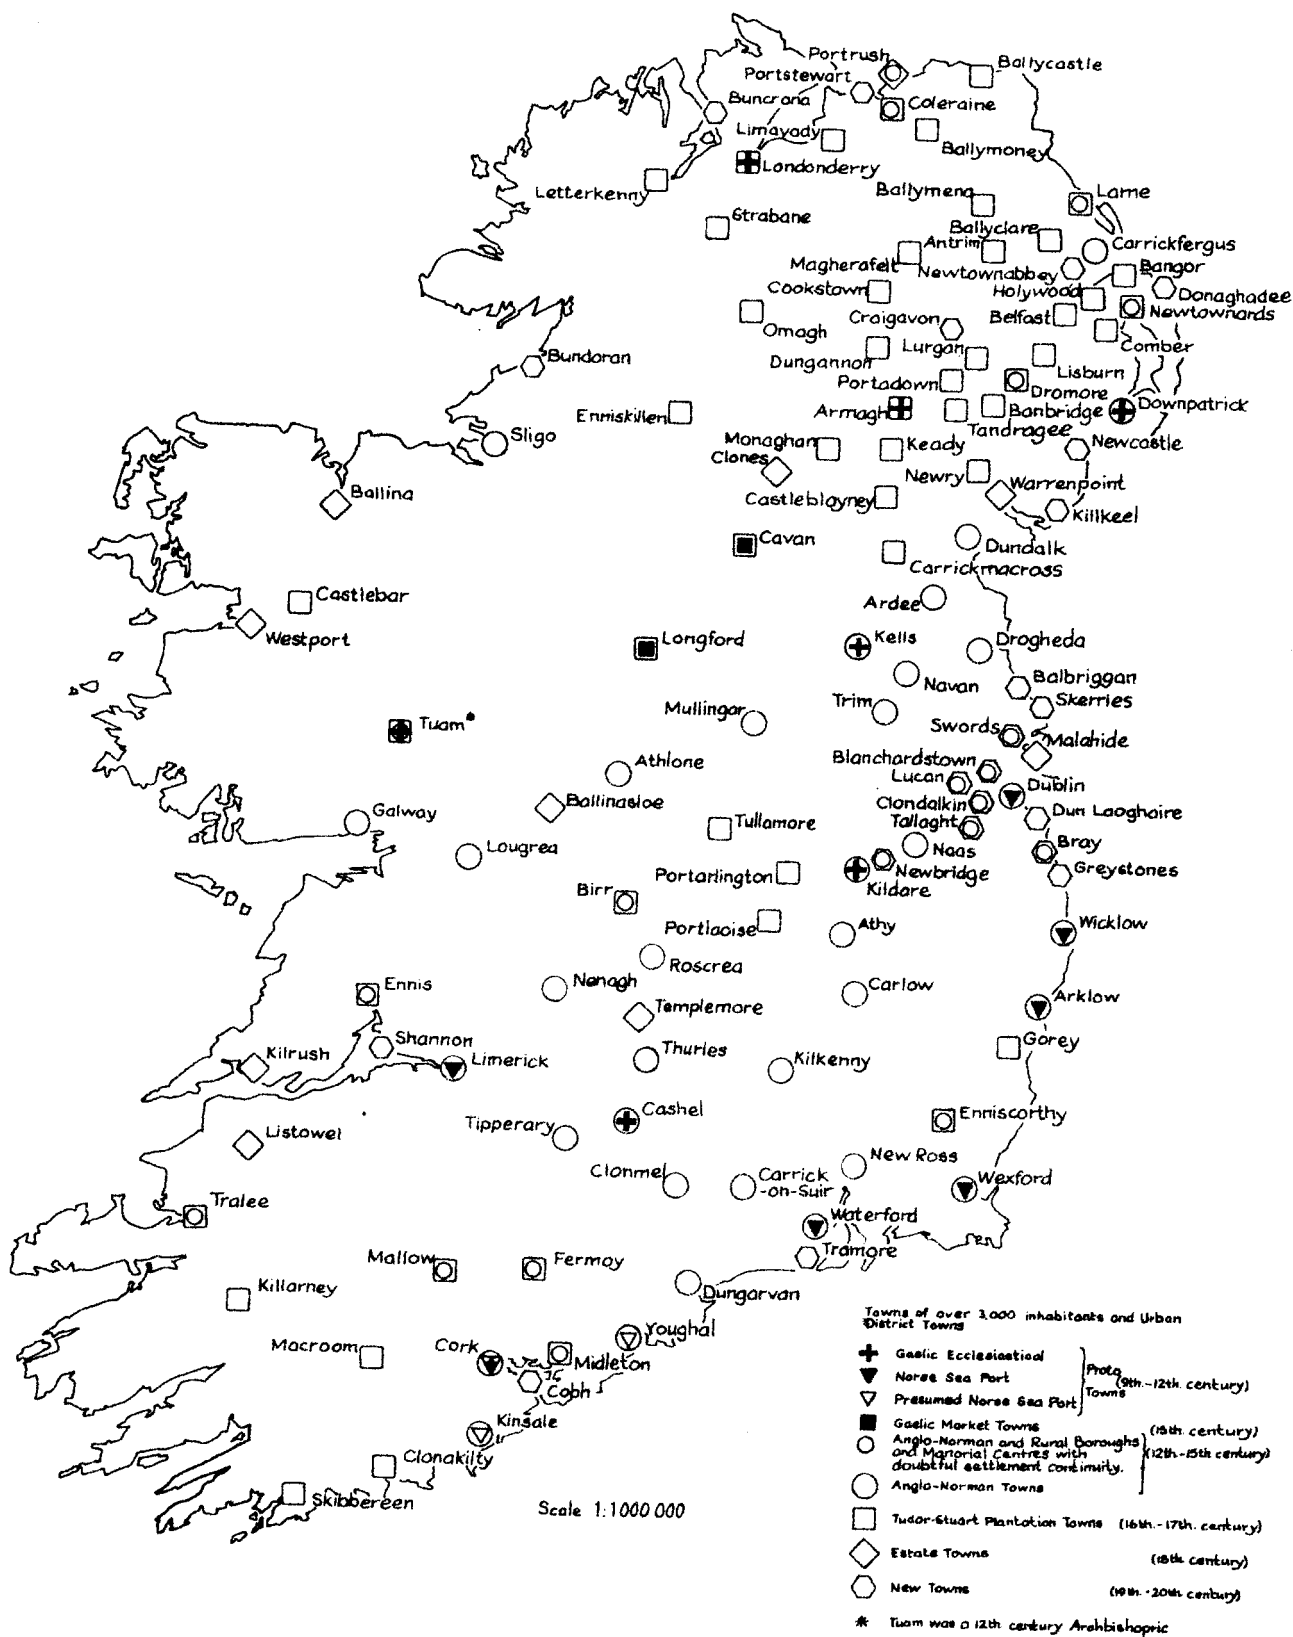 Portrush
Ballycastle
Portstewart
Buncrana
Coleraine
Limavady
Ballymoney
Londonderry
Letterkenny
Ballymena
Larne
Strabane
Ballyclare
Antrim
Carrickfergus
Magherafelt
Newtownabbey
Bangor
Cookstown
Holywood
Donaghadee
Omagh
Craigavon
Belfast
Newtownards
Bundoran
Dungannon
Lurgan
Comber
Lisburn
Portadown
Dromore
Enniskillen
Armagh
Banbridge
Downpatrick
Tandragee
Sligo
Monaghan
Keady
Newcastle
Clones
Newry
Warrenpoint
Ballina
Castleblayney
Killkeel
Cavan
Dundalk
Carrickmacross
Castlebar
Ardee
Westport
Longford
Kells
Drogheda
Navan
Balbriggan
Skerries
Mullingar
Trim
Tuam*
Swords
Malahide
Athlone
Blanchardstown
Lucan
Dublin
Ballinasloe
Clondalkin
Dun Laoghaire
Galway
Tullamore
Tallaght
Lougrea
Naas
Bray
Portarlington
Newbridge
Greystones
Birr
Kildare
Portlaoise
Athy
Wicklow
Roscrea
Ennis
Nenagh
Carlow
Arklow
Templemore
Shannon
Gorey
Kilrush
Limerick
Thurles
Kilkenny
Cashel
Enniscorthy
Listowel
Tipperary
New Ross
Clonmel
Carrick
-on-Suir
Wexford
Tralee
Waterford
Mallow
Fermoy
Tramore
Killarney
Dungarvan
Macroom
Cork
Youghal
Midleton
Cobh
Kinsale
Clonakilty
Skibbereen
Scale 1:1000 000
Towns of over 3,000 inhabitants and Urban
District Towns
Gaelic Ecclesiastical
Norse Sea Port
Presumed Norse Sea Port
Proto
Towns
(9th.-12th. century)
Gaelic Market Towns (15th. century)
Anglo-Norman and Rural Boroughs
and Manorial Centres with
doubtful settlement continuity.
(12th.-15th century)
Anglo-Norman Towns
Tudor-Stuart Plantation Towns (16th.-17th. century)
Estate Towns (18th century)
New Towns (19th.-20th. century)
* Tuam was a 12th century Archbishopric